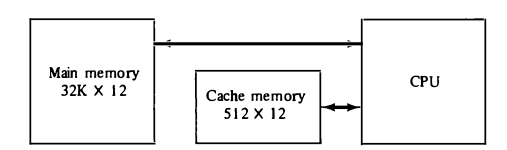 Main memory
32K × 12
Cache memory
512 × 12
CPU